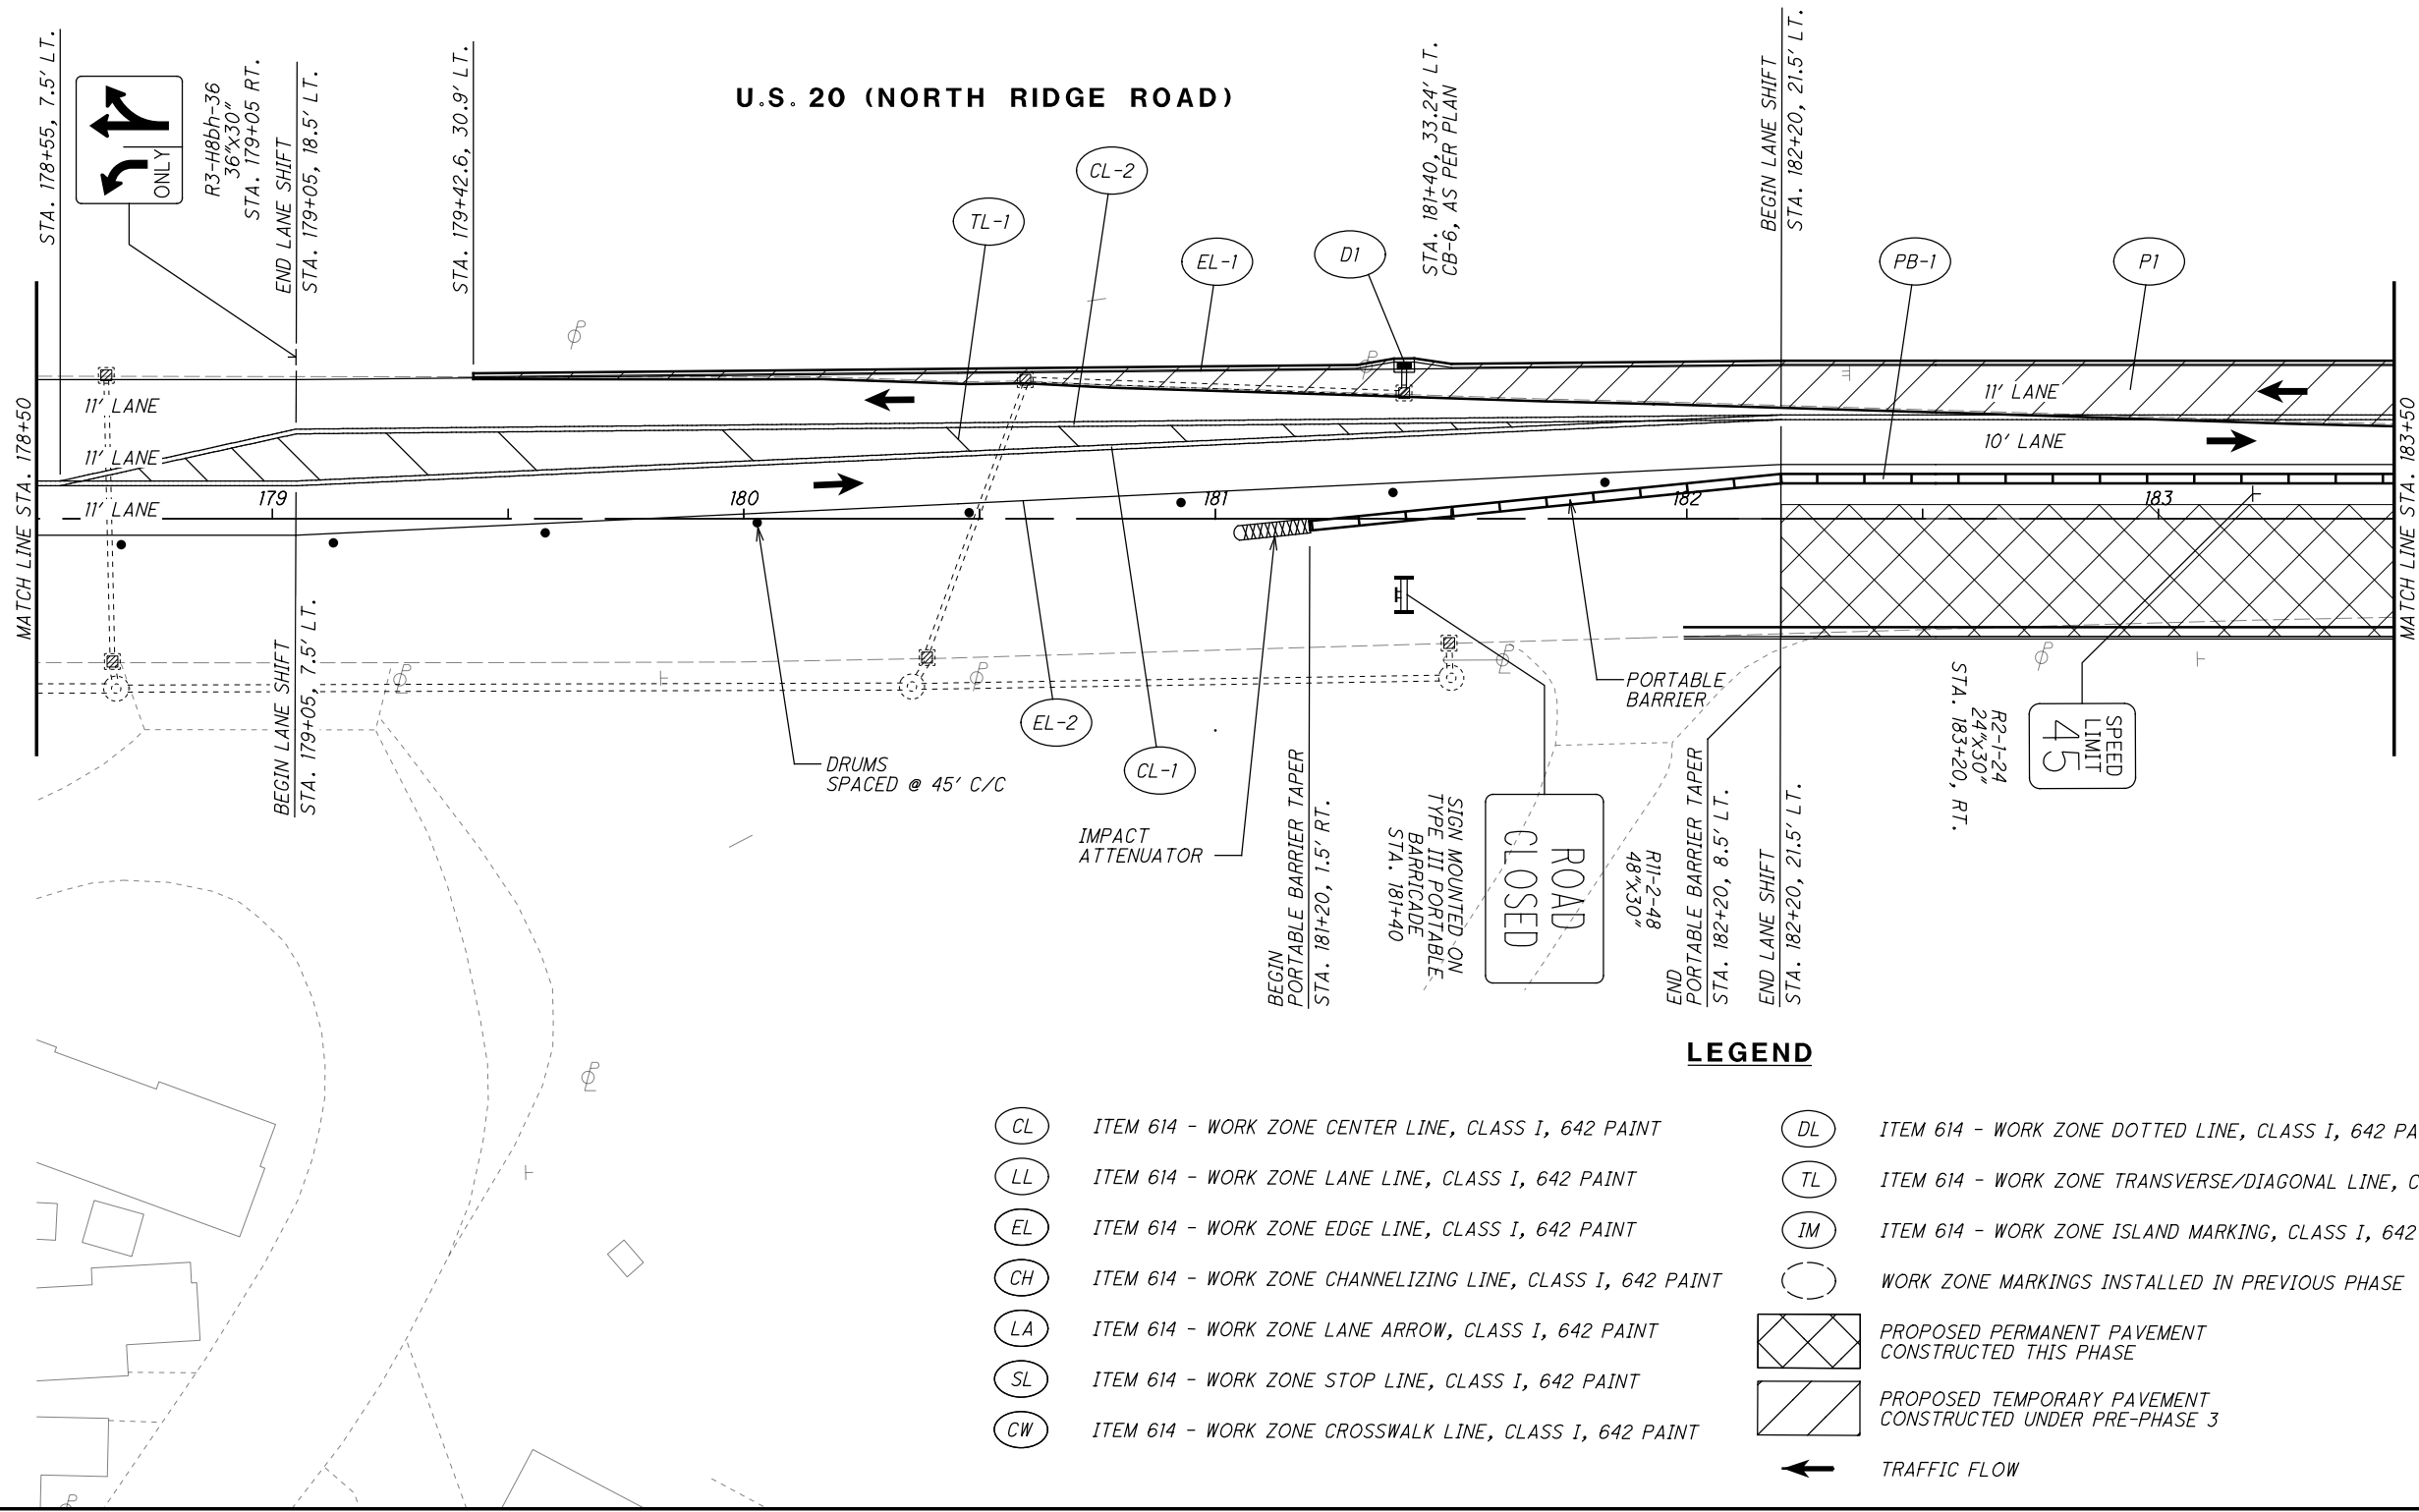 U.S. 20 (NORTH RIDGE ROAD)
STA. 178+55, 7.5' LT.
ONLY
R3-H8bh-36
36"x30"
STA. 179+05 RT.
END LANE SHIFT
STA. 179+05, 18.5' LT.
STA. 179+42.6, 30.9' LT.
TL-1
CL-2
EL-1
D1
STA. 181+40, 33.24' LT.
CB-6, AS PER PLAN
BEGIN LANE SHIFT
STA. 182+20, 21.5' LT.
PB-1
P1
MATCH LINE STA. 178+50
11' LANE
11' LANE
11' LANE
11' LANE
10' LANE
179
180
181
182
183
MATCH LINE STA. 183+50
BEGIN LANE SHIFT
STA. 179+05, 7.5' LT.
DRUMS
SPACED @ 45' C/C
EL-2
CL-1
IMPACT
ATTENUATOR
BEGIN
PORTABLE BARRIER TAPER
STA. 181+20, 1.5' RT.
SIGN MOUNTED ON
TYPE III PORTABLE
BARRICADE
STA. 181+40
ROAD
CLOSED
R11-2-48
48"x30"
PORTABLE
BARRIER
END
PORTABLE BARRIER TAPER
STA. 182+20, 8.5' LT.
END LANE SHIFT
STA. 182+20, 21.5' LT.
R2-1-24
24"x30"
STA. 183+20, RT.
SPEED
LIMIT
45
LEGEND
CL ITEM 614 - WORK ZONE CENTER LINE, CLASS I, 642 PAINT
LL ITEM 614 - WORK ZONE LANE LINE, CLASS I, 642 PAINT
EL ITEM 614 - WORK ZONE EDGE LINE, CLASS I, 642 PAINT
CH ITEM 614 - WORK ZONE CHANNELIZING LINE, CLASS I, 642 PAINT
LA ITEM 614 - WORK ZONE LANE ARROW, CLASS I, 642 PAINT
SL ITEM 614 - WORK ZONE STOP LINE, CLASS I, 642 PAINT
CW ITEM 614 - WORK ZONE CROSSWALK LINE, CLASS I, 642 PAINT
DL ITEM 614 - WORK ZONE DOTTED LINE, CLASS I, 642 PA
TL ITEM 614 - WORK ZONE TRANSVERSE/DIAGONAL LINE, C
IM ITEM 614 - WORK ZONE ISLAND MARKING, CLASS I, 642
WORK ZONE MARKINGS INSTALLED IN PREVIOUS PHASE
PROPOSED PERMANENT PAVEMENT
CONSTRUCTED THIS PHASE
PROPOSED TEMPORARY PAVEMENT
CONSTRUCTED UNDER PRE-PHASE 3
TRAFFIC FLOW